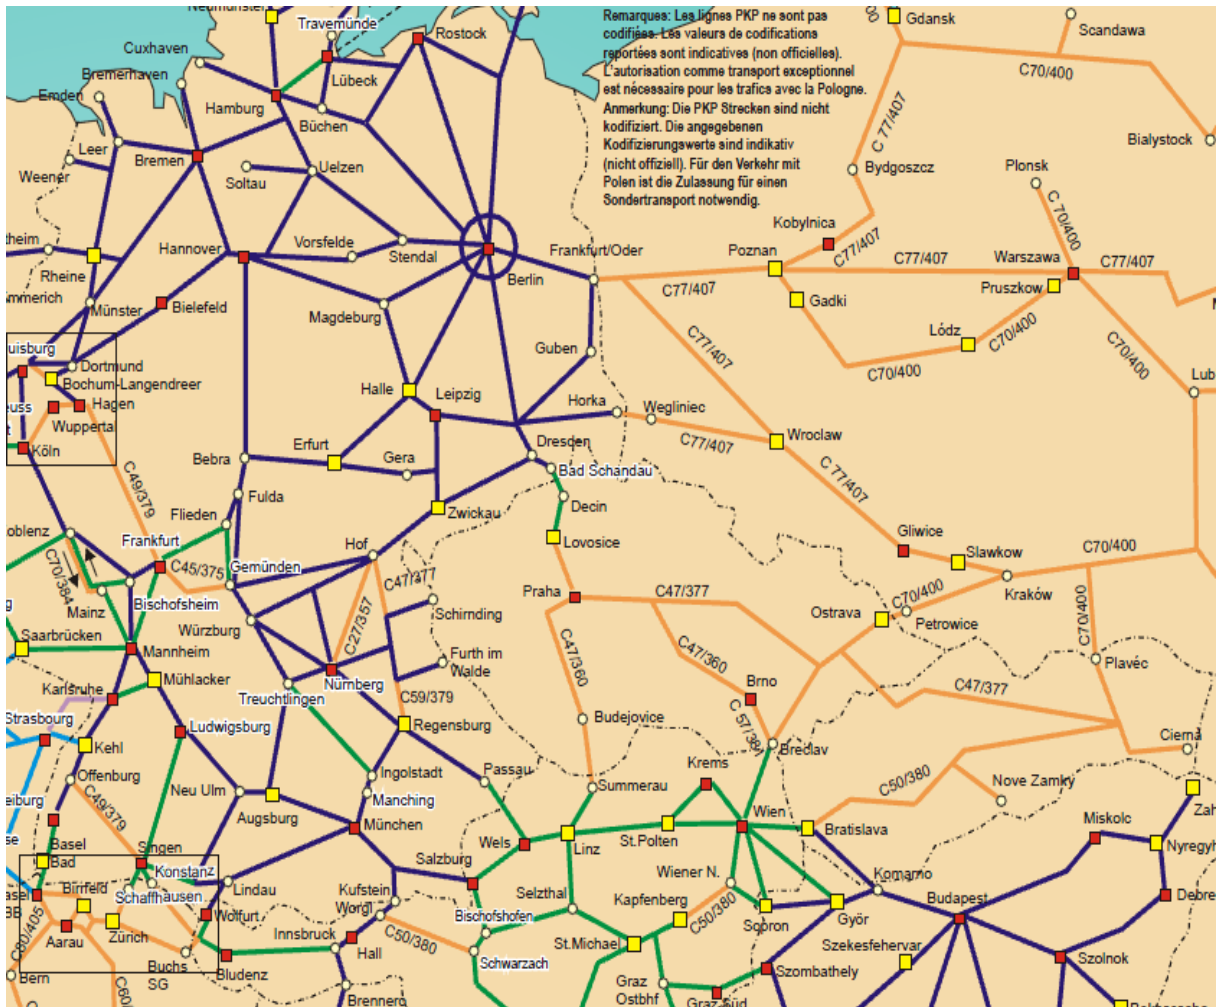 Neumünster
Travemünde
Rostock
Remarques: Les lignes PKP ne sont pas
codifiées. Les valeurs de codifications
reportées sont indicatives (non officielles).
L'autorisation comme transport exceptionnel
est nécessaire pour les trafics avec la Pologne.
Anmerkung: Die PKP Strecken sind nicht
kodifiziert. Die angegebenen
Kodifizierungswerte sind indikativ
(nicht offiziell). Für den Verkehr mit
Polen ist die Zulassung für einen
Sondertransport notwendig.
Gdansk
Scandawa
C70/400
Cuxhaven
Bremerhaven
Emden
Hamburg
Lübeck
Büchen
C 77/407
Bialystock
Leer
Bremen
Weener
Soltau
Uelzen
Bydgoszcz
Plonsk
C 70/400
Kobylnica
C77/407
Hannover
Vorsfelde
Stendal
Berlin
Frankfurt/Oder
Poznan
C77/407
Warszawa
C77/407
Rheine
Münster
Bielefeld
Magdeburg
C77/407
Gadki
Pruszkow
Lódz
C70/400
C70/400
C70/400
Guben
C77/407
Dortmund
Bochum-Langendreer
Hagen
Wuppertal
Köln
Halle
Leipzig
Horka
Wegliniec
C77/407
Wroclaw
Erfurt
Gera
Dresden
Bad Schandau
Bebra
C49/379
Fulda
Flieden
Zwickau
Decin
Lovosice
C 77/407
Gliwice
Slawkow
C70/400
Frankfurt
C45/375
Gemünden
Hof
C47/377
C70/384
Mainz
Bischofsheim
Würzburg
C27/357
Schirnding
Praha
C47/377
Ostrava
C70/400
Petrowice
Kraków
C70/400
Saarbrücken
Mannheim
Mühlacker
Treuchtlingen
Nürnberg
Furth im
Walde
C47/360
C47/360
Brno
Plavéc
C47/377
Karlsruhe
Strasbourg
Kehl
Ludwigsburg
C59/379
Regensburg
Budejovice
Breclav
Cierna
Offenburg
C49/379
Neu Ulm
Augsburg
Ingolstadt
Manching
München
Passau
Summerau
Krems
Wien
C50/380
Nove Zamky
Miskolc
Basel
Bad
Singen
Konstanz
Schaffhausen
Lindau
Salzburg
Wels
Linz
St.Polten
Bratislava
Birrfeld
Aarau
Zürich
C60/405
Bern
Buchs
SG
Wolfurt
Bludenz
Kufstein
Worgl
Innsbruck
Hall
C50/380
Brennero
Selzthal
Bischofshofen
Schwarzach
St.Michael
Kapfenberg
C50/380
Wiener N.
Sopron
Györ
Komarno
Budapest
Szekesfehervar
Szombathely
Szolnok
Graz
Ostbhf
Graz Süd